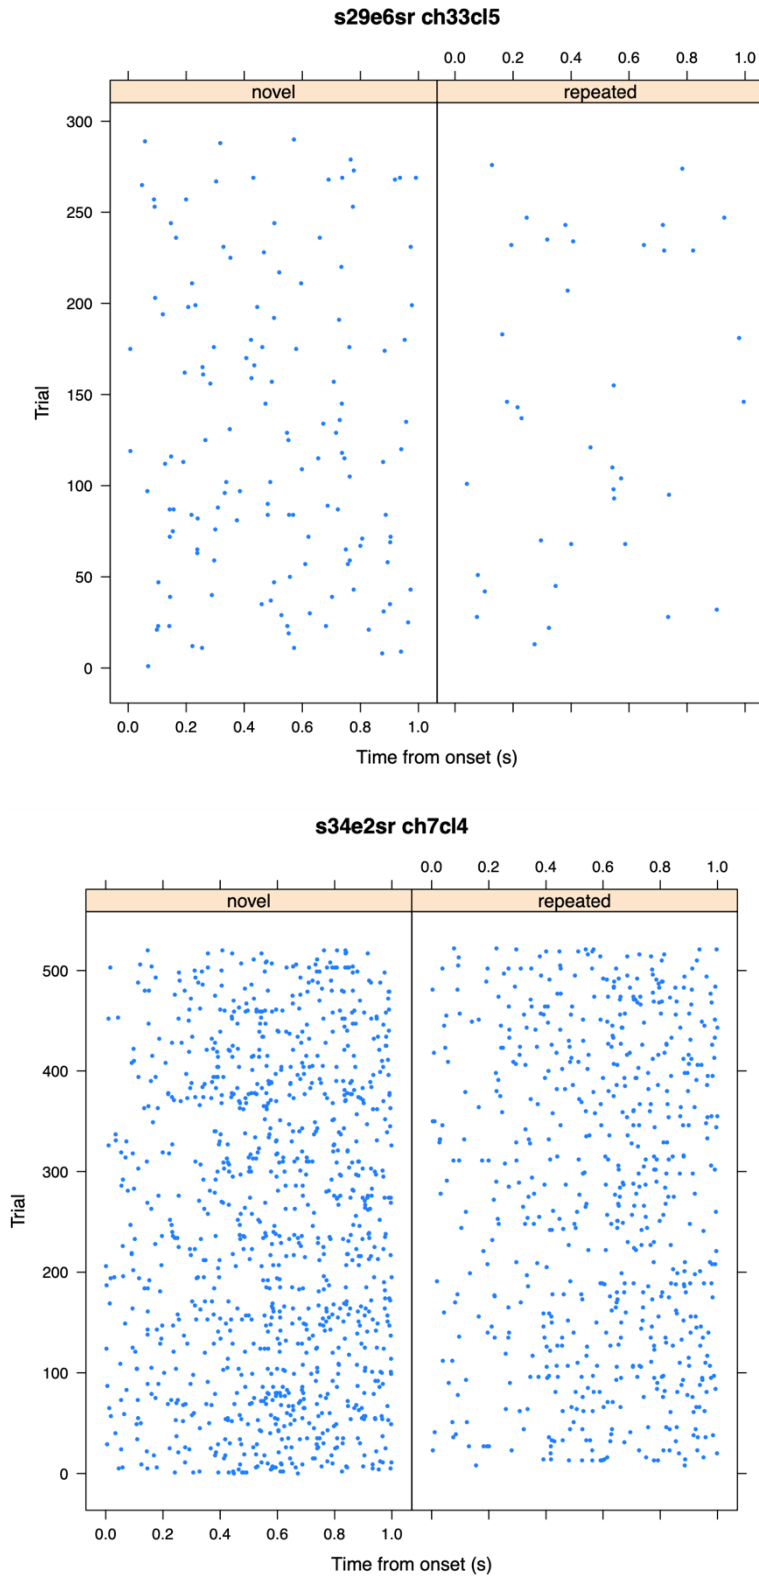 s29e6sr ch33cl5
0.0 0.2 0.4 0.6 0.8 1.0
novel repeated
300
250
200
150
100
50
0
Trial
0.0 0.2 0.4 0.6 0.8 1.0
Time from onset (s)
s34e2sr ch7cl4
0.0 0.2 0.4 0.6 0.8 1.0
novel repeated
500
400
300
200
100
0
Trial
0.0 0.2 0.4 0.6 0.8 1.0
Time from onset (s)